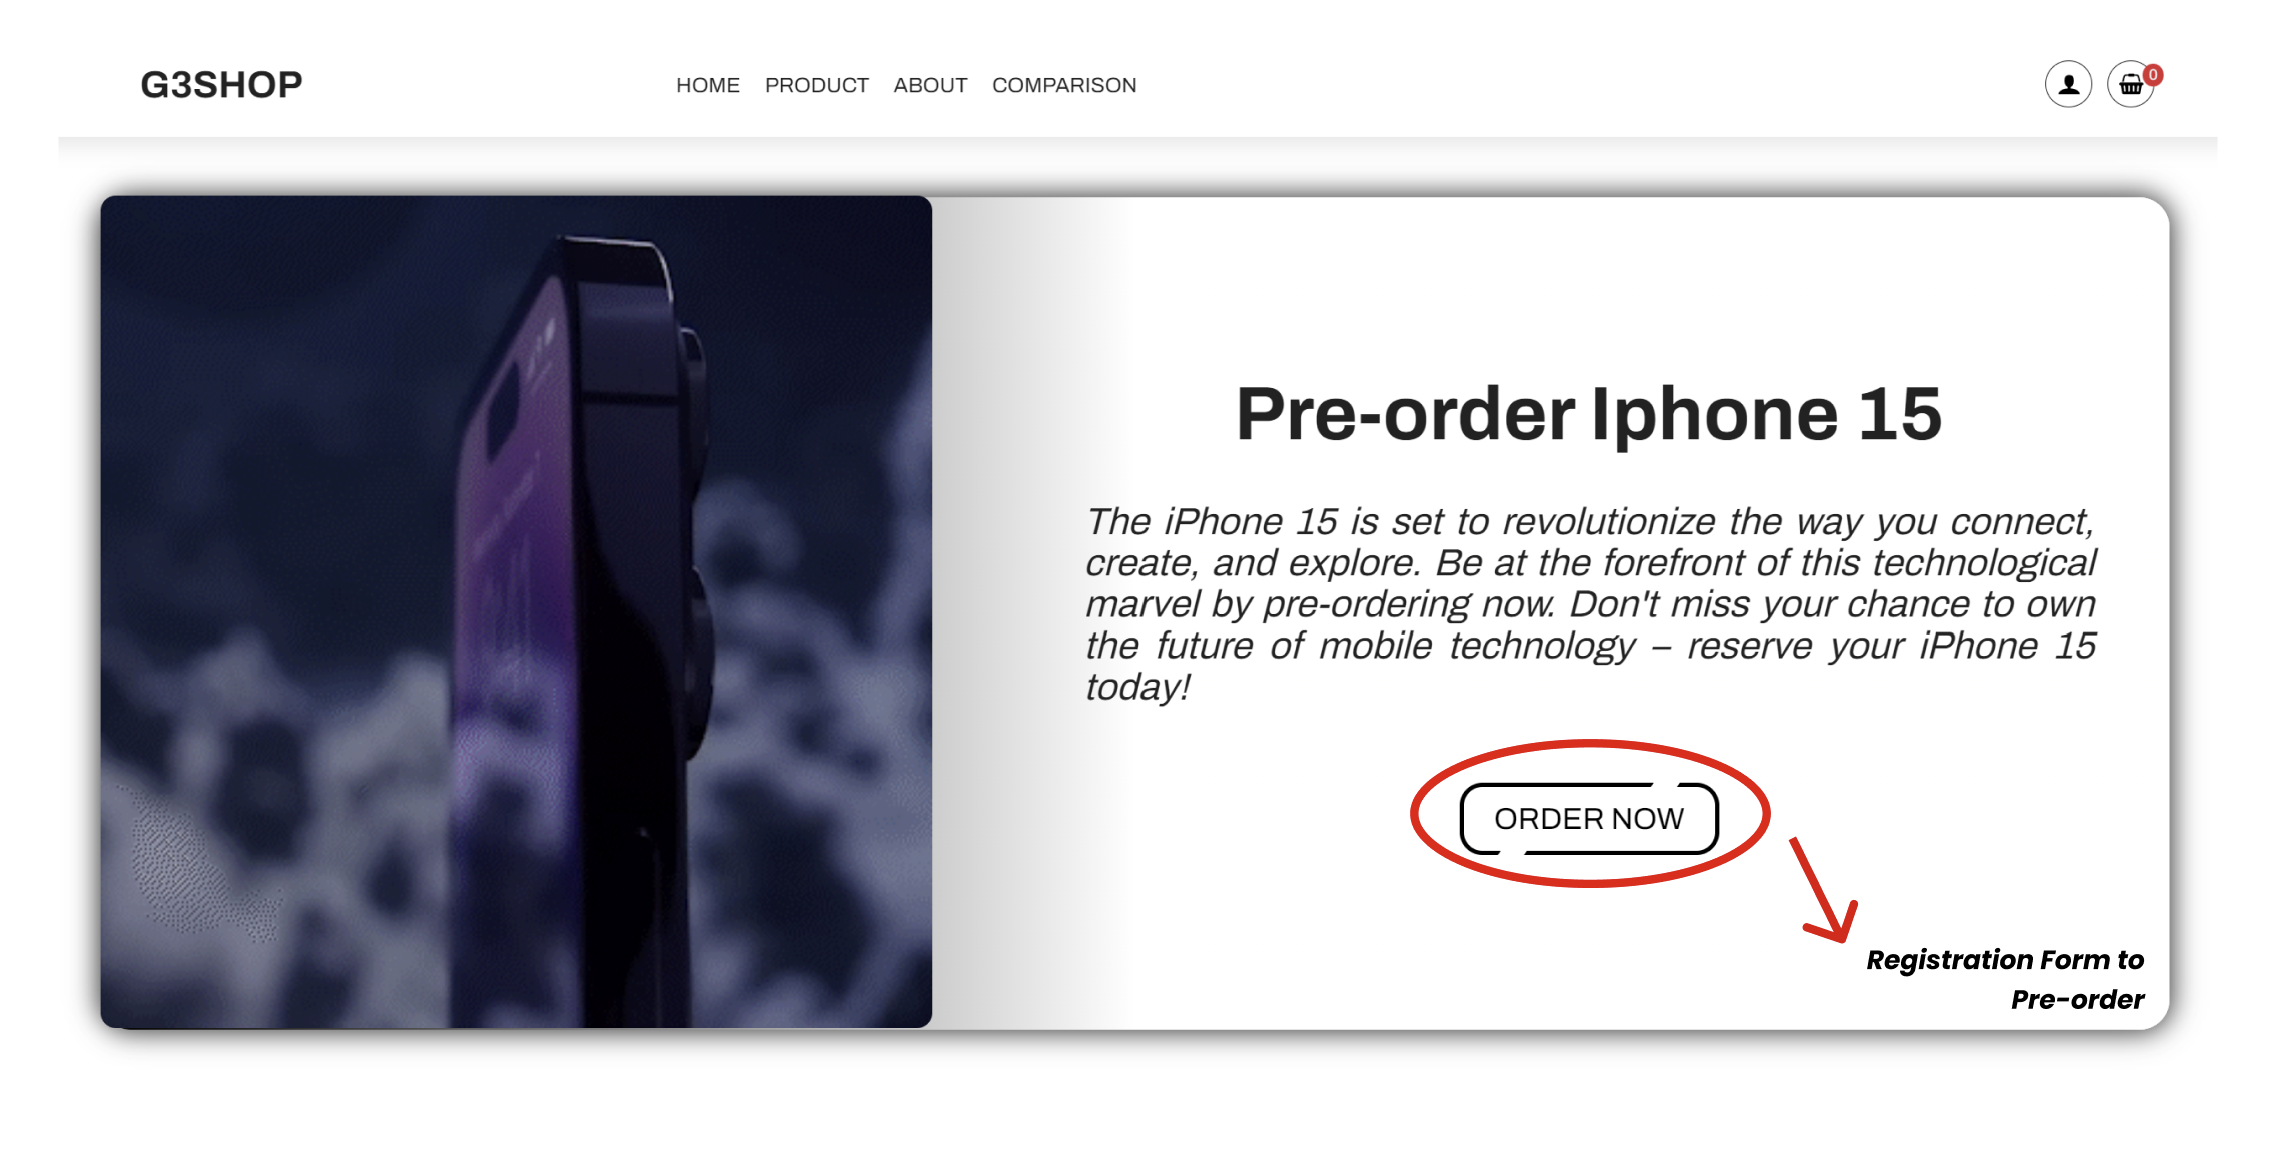 G3SHOP
HOME PRODUCT ABOUT COMPARISON
0
Pre-order Iphone 15
The iPhone 15 is set to revolutionize the way you connect,
create, and explore. Be at the forefront of this technological
marvel by pre-ordering now. Don't miss your chance to own
the future of mobile technology – reserve your iPhone 15
today!
ORDER NOW
Registration Form to
Pre-order